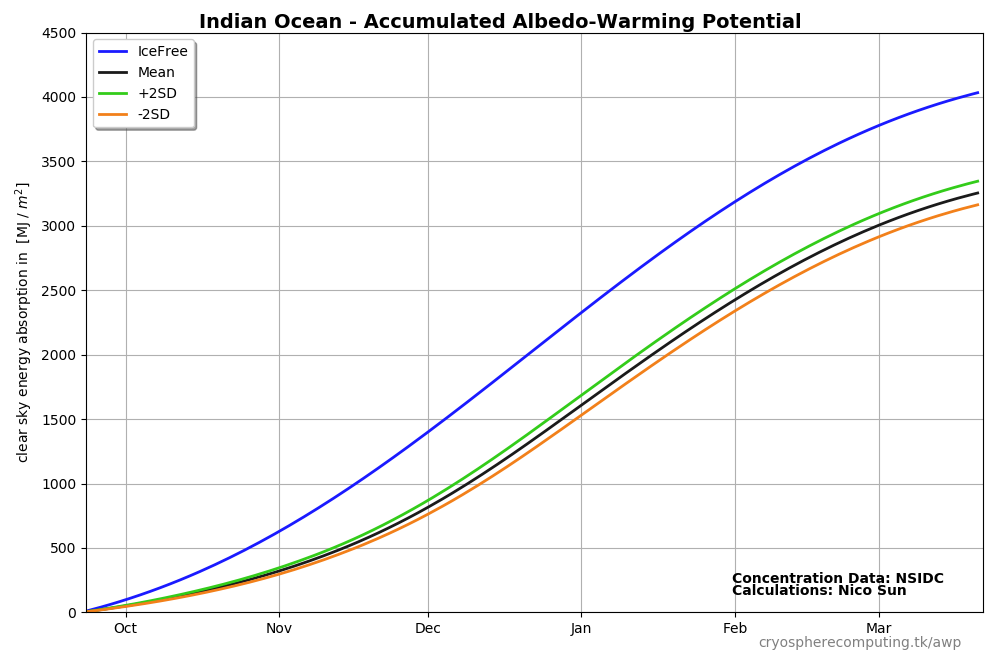 Indian Ocean - Accumulated Albedo-Warming Potential
4500
4000
3500
3000
2500
2000
1500
1000
500
0
clear sky energy absorption in [MJ / m²]
IceFree
Mean
+2SD
-2SD
Concentration Data: NSIDC
Calculations: Nico Sun
Oct Nov Dec Jan Feb Mar
cryospherecomputing.tk/awp